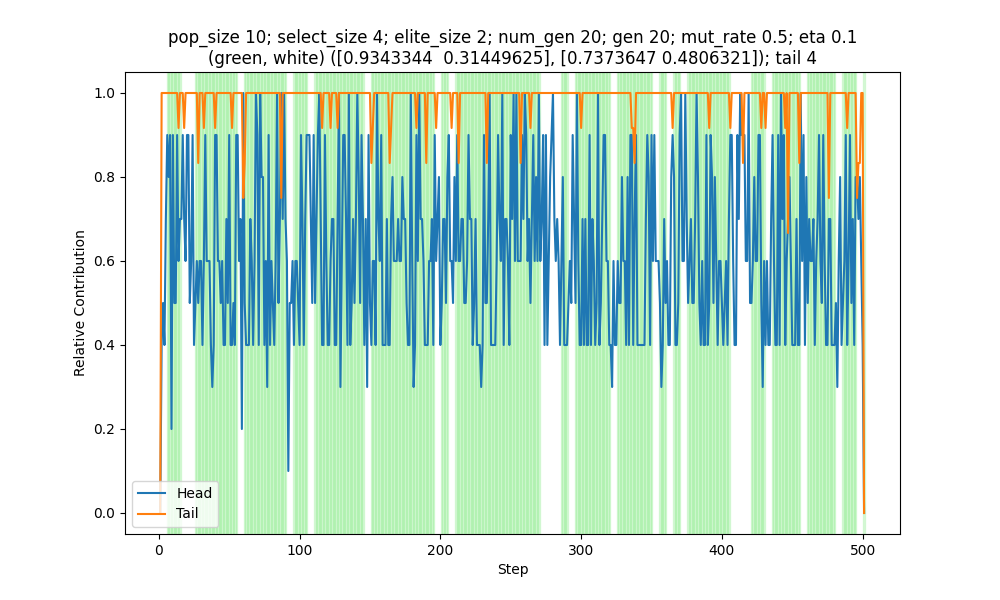 pop_size 10; select_size 4; elite_size 2; num_gen 20; gen 20; mut_rate 0.5; eta 0.1
(green, white) ([0.9343344  0.31449625], [0.7373647 0.4806321]); tail 4
1.0
0.8
0.6
0.4
0.2
0.0
Relative Contribution
Head
Tail
0
100
200
300
400
500
Step